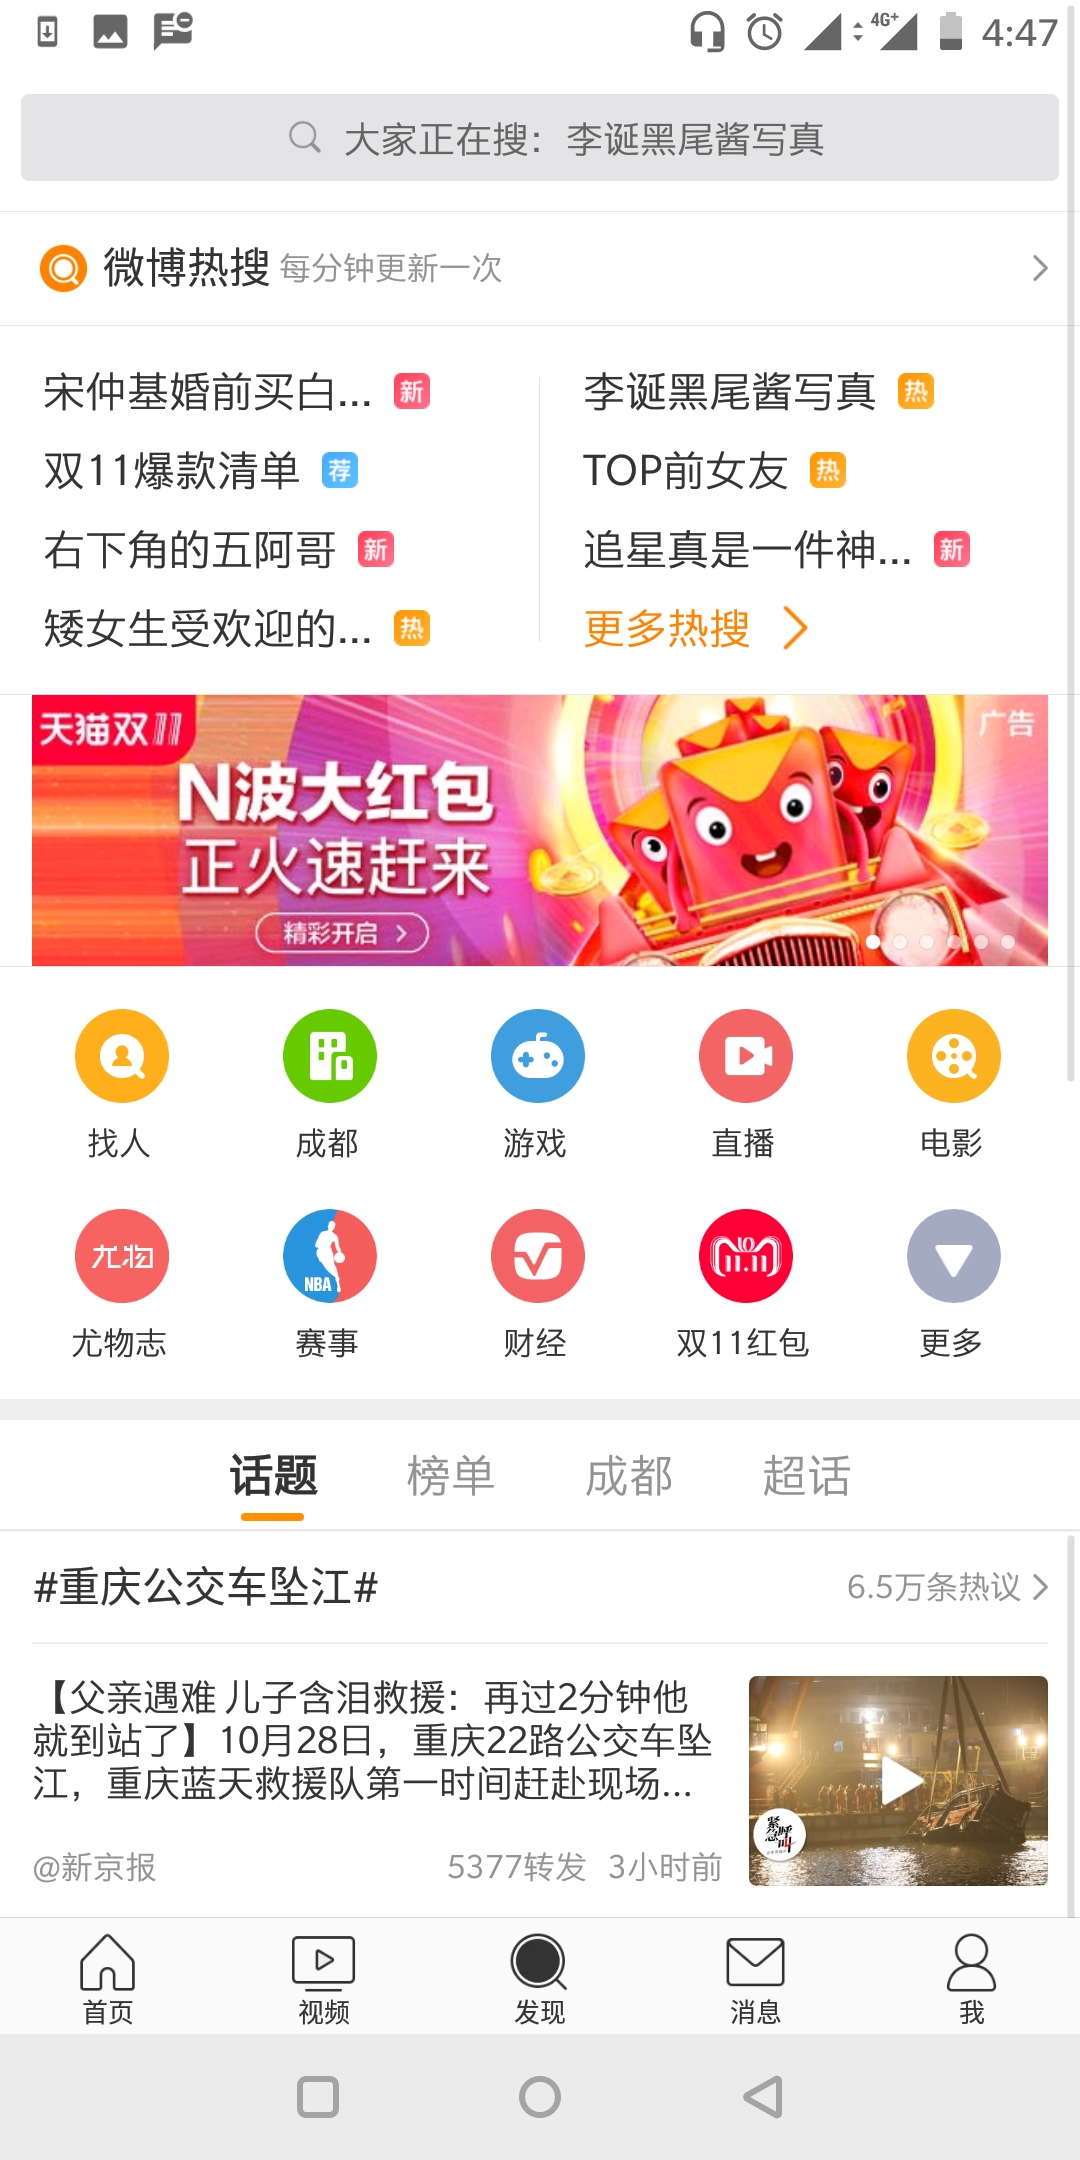 4G+
4:47
大家正在搜：李诞黑尾酱写真
微博热搜 每分钟更新一次
宋仲基婚前买白... 新
李诞黑尾酱写真 热
双11爆款清单 荐
TOP前女友 热
右下角的五阿哥 新
追星真是一件神... 新
矮女生受欢迎的... 热
更多热搜
天猫双11
广告
N波大红包
正火速赶来
精彩开启
找人
成都
游戏
直播
电影
尤物
NBA
11.11
尤物志
赛事
财经
双11红包
更多
话题
榜单
成都
超话
#重庆公交车坠江#
6.5万条热议
【父亲遇难 儿子含泪救援：再过2分钟他
就到站了】10月28日，重庆22路公交车坠
江，重庆蓝天救援队第一时间赶赴现场...
紧急呼叫
@新京报
5377转发 3小时前
首页
视频
发现
消息
我